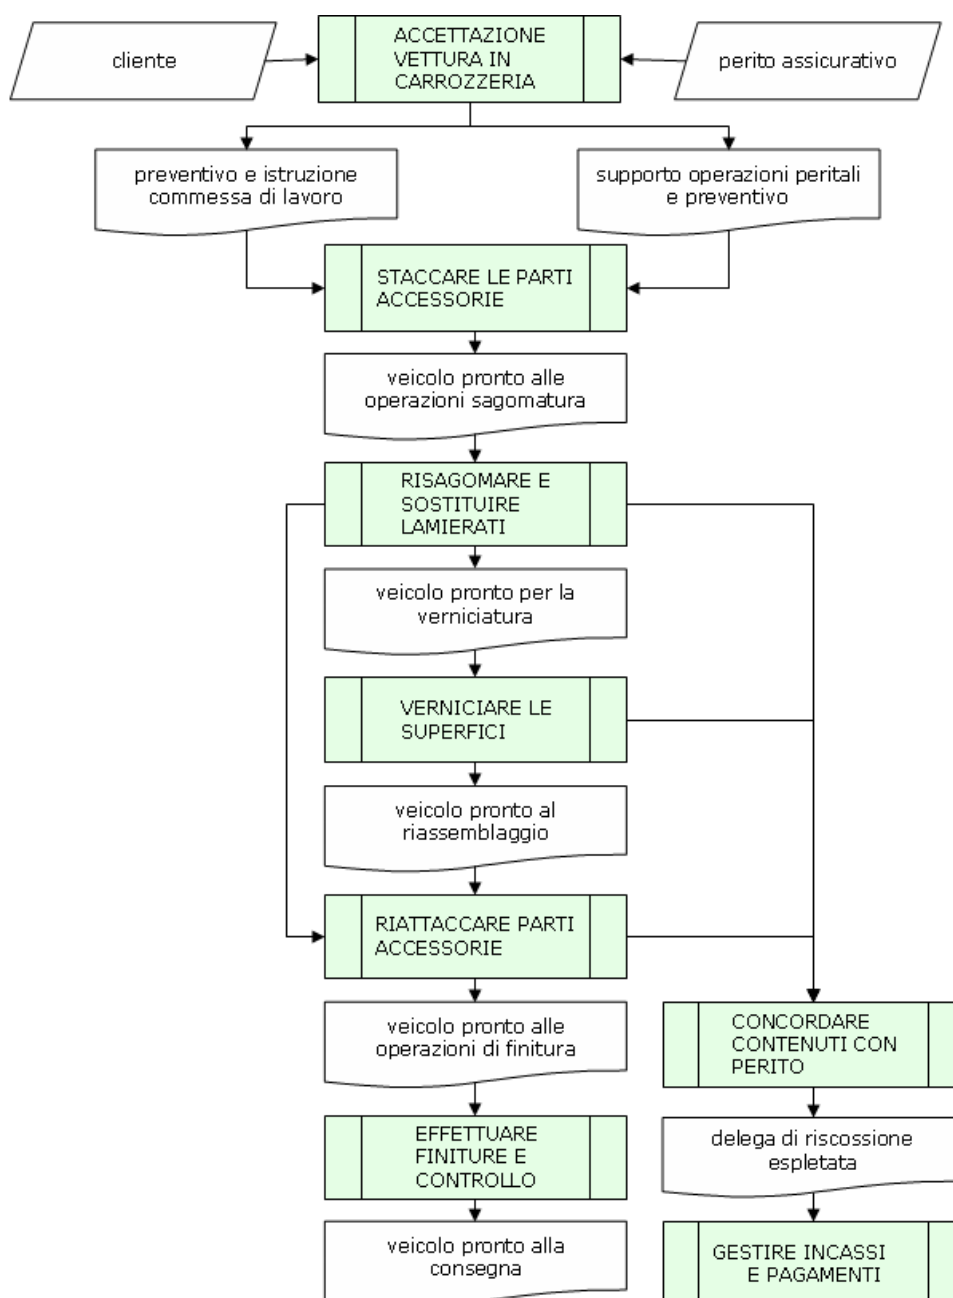 cliente
ACCETTAZIONE
VETTURA IN
CARROZZERIA
perito assicurativo
preventivo e istruzione
commessa di lavoro
supporto operazioni peritali
e preventivo
STACCARE LE PARTI
ACCESSORIE
veicolo pronto alle
operazioni sagomatura
RISAGOMARE E
SOSTITUIRE
LAMIERATI
veicolo pronto per la
verniciatura
VERNICIARE LE
SUPERFICI
veicolo pronto al
riassemblaggio
RIATTACCARE PARTI
ACCESSORIE
veicolo pronto alle
operazioni di finitura
CONCORDARE
CONTENUTI CON
PERITO
EFFETTUARE
FINITURE E
CONTROLLO
delega di riscossione
espletata
veicolo pronto alla
consegna
GESTIRE INCASSI
E PAGAMENTI